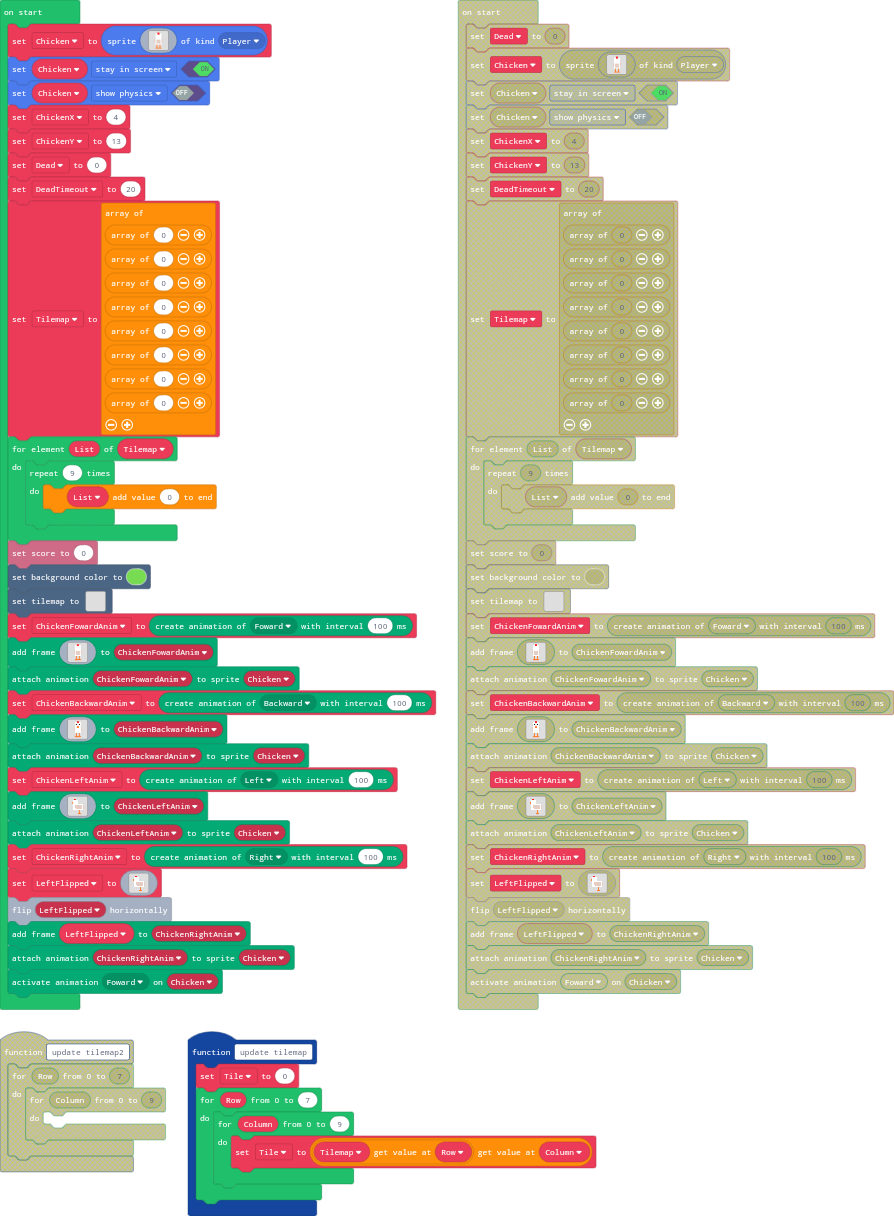 on start
set Chicken to sprite of kind Player
set Chicken stay in screen ON
set Chicken show physics OFF
set ChickenX to 4
set ChickenY to 13
set Dead to 0
set DeadTimeout to 20
set Tilemap to array of
array of 0
array of 0
array of 0
array of 0
array of 0
array of 0
array of 0
array of 0
for element List of Tilemap
do
repeat 9 times
do
List add value 0 to end
set score to 0
set background color to
set tilemap to
set ChickenFowardAnim to create animation of Foward with interval 100 ms
add frame to ChickenFowardAnim
attach animation ChickenFowardAnim to sprite Chicken
set ChickenBackwardAnim to create animation of Backward with interval 100 ms
add frame to ChickenBackwardAnim
attach animation ChickenBackwardAnim to sprite Chicken
set ChickenLeftAnim to create animation of Left with interval 100 ms
add frame to ChickenLeftAnim
attach animation ChickenLeftAnim to sprite Chicken
set ChickenRightAnim to create animation of Right with interval 100 ms
set LeftFlipped to
flip LeftFlipped horizontally
add frame LeftFlipped to ChickenRightAnim
attach animation ChickenRightAnim to sprite Chicken
activate animation Foward on Chicken
on start
set Dead to 0
set Chicken to sprite of kind Player
set Chicken stay in screen ON
set Chicken show physics OFF
set ChickenX to 4
set ChickenY to 13
set DeadTimeout to 20
set Tilemap to array of
array of 0
array of 0
array of 0
array of 0
array of 0
array of 0
array of 0
array of 0
for element List of Tilemap
do
repeat 9 times
do
List add value 0 to end
set score to 0
set background color to
set tilemap to
set ChickenFowardAnim to create animation of Foward with interval 100 ms
add frame to ChickenFowardAnim
attach animation ChickenFowardAnim to sprite Chicken
set ChickenBackwardAnim to create animation of Backward with interval 100 ms
add frame to ChickenBackwardAnim
attach animation ChickenBackwardAnim to sprite Chicken
set ChickenLeftAnim to create animation of Left with interval 100 ms
add frame to ChickenLeftAnim
attach animation ChickenLeftAnim to sprite Chicken
set ChickenRightAnim to create animation of Right with interval 100 ms
set LeftFlipped to
flip LeftFlipped horizontally
add frame LeftFlipped to ChickenRightAnim
attach animation ChickenRightAnim to sprite Chicken
activate animation Foward on Chicken
function update tilemap2
for Row from 0 to 7
do
for Column from 0 to 9
do
function update tilemap
set Tile to 0
for Row from 0 to 7
do
for Column from 0 to 9
do
set Tile to Tilemap get value at Row get value at Column